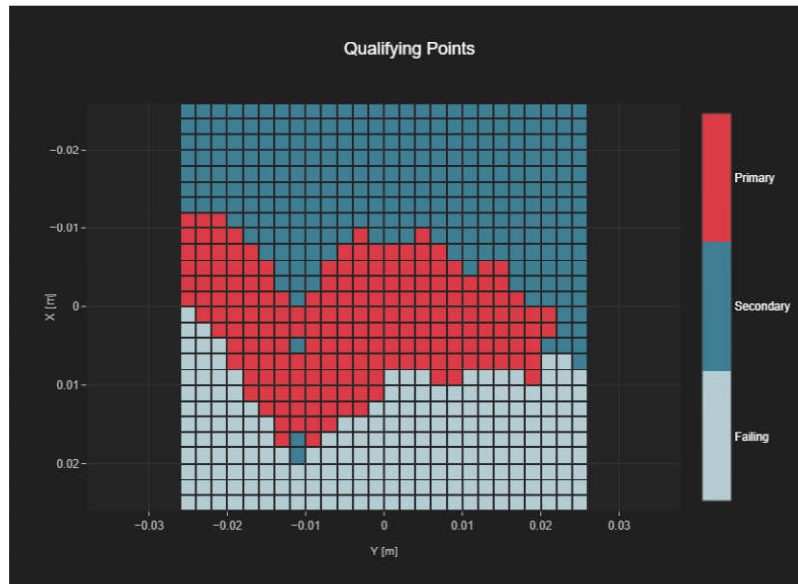 Qualifying Points
−0.02
−0.01
0
0.01
0.02
X [m]
−0.03
−0.02
−0.01
0
0.01
0.02
0.03
Y [m]
Primary
Secondary
Failing